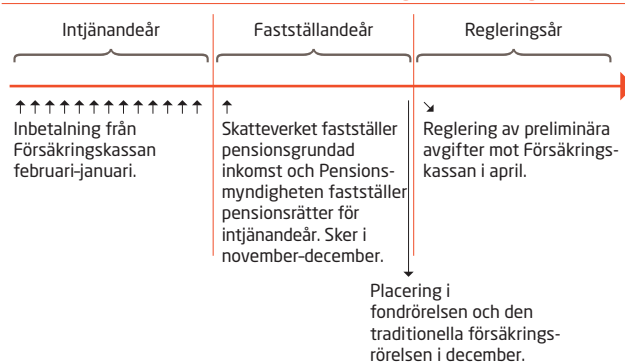 Intjänandeår
Fastställandeår
Regleringsår
Inbetalning från
Försäkringskassan
februari–januari.
Skatteverket fastställer
pensionsgrundad
inkomst och Pensions-
myndigheten fastställer
pensionsrätter för
intjänandeår. Sker i
november–december.
Reglering av preliminära
avgifter mot Försäkrings-
kassan i april.
Placering i
fondrörelsen och den
traditionella försäkrings-
rörelsen i december.